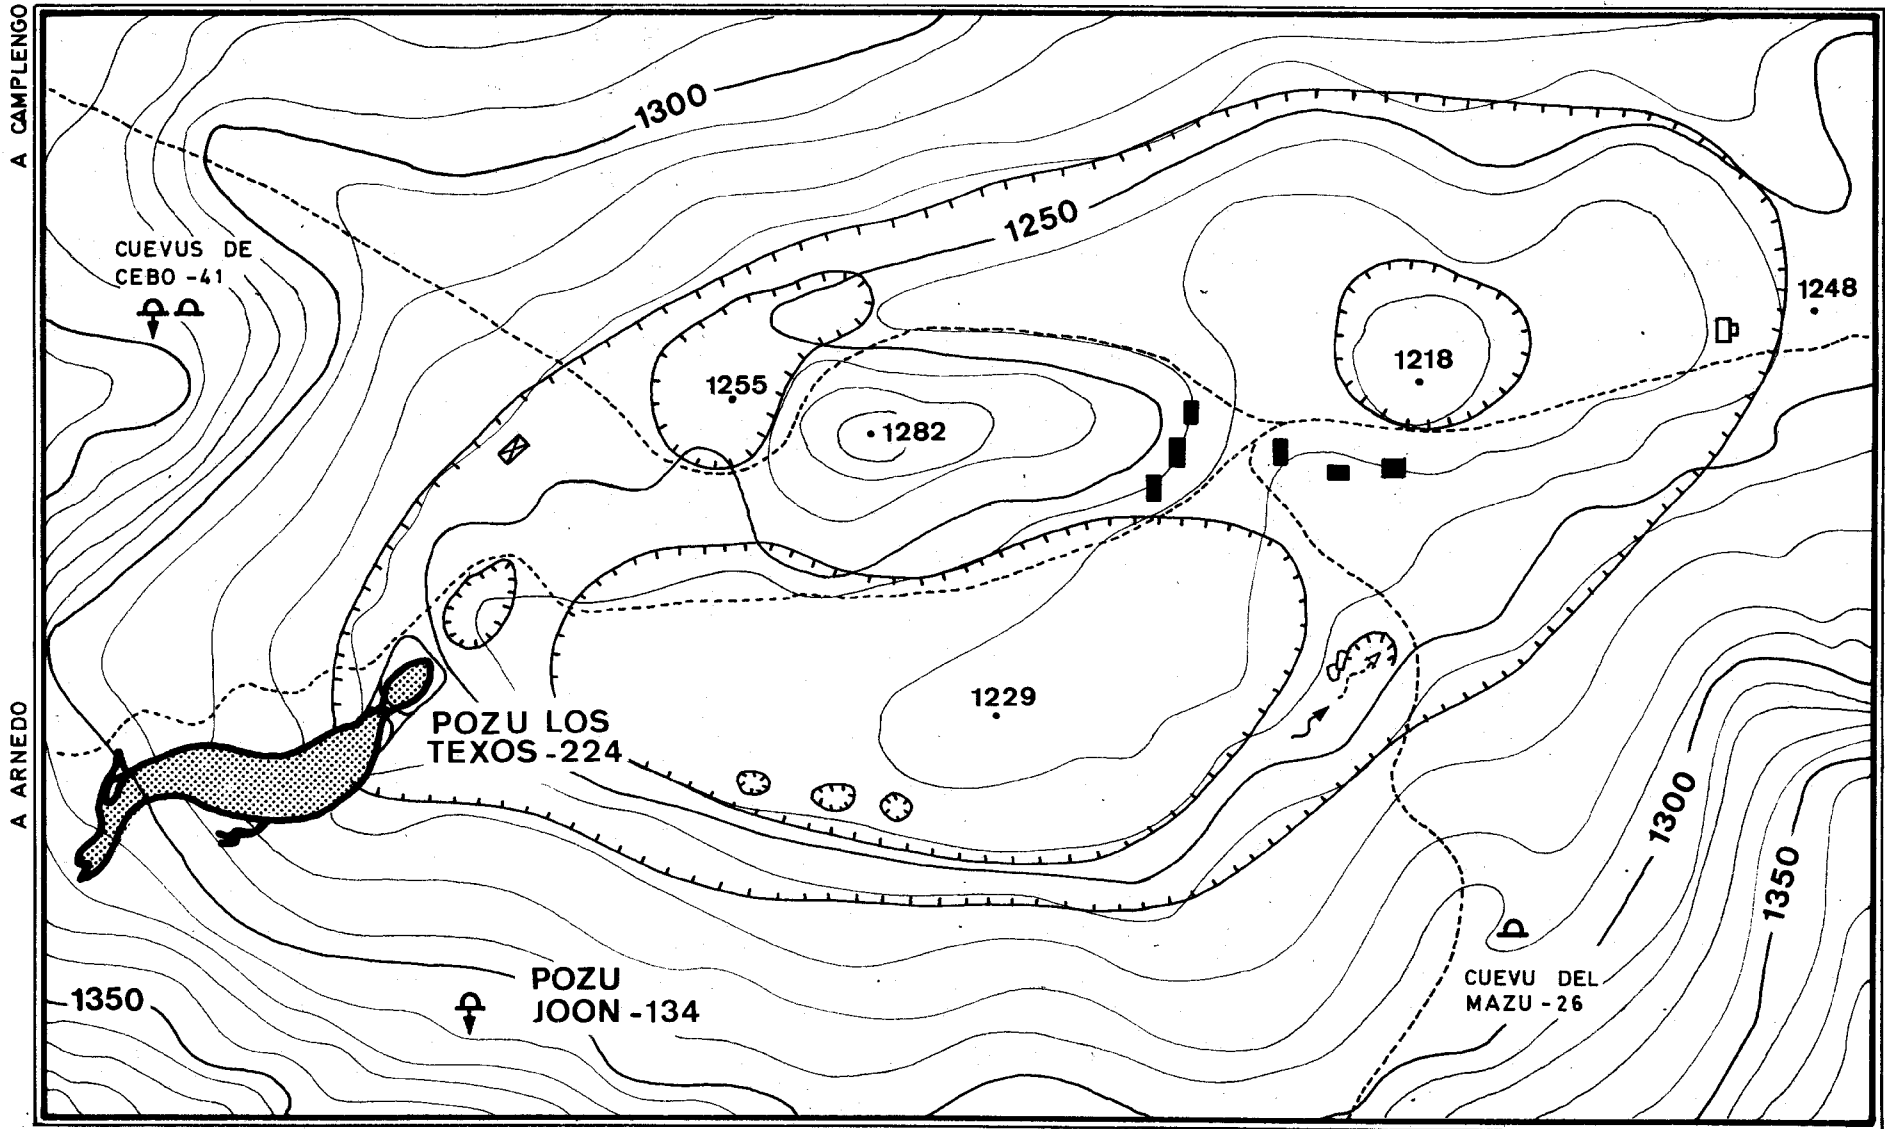 A CAMPLENGO
1300
1250
CUEVUS DE
CEBO -41
1248
1255
1218
1282
A ARNEDO
1229
POZU LOS
TEXOS -224
1300
1350
POZU
JOON -134
1350
CUEVU DEL
MAZU -26